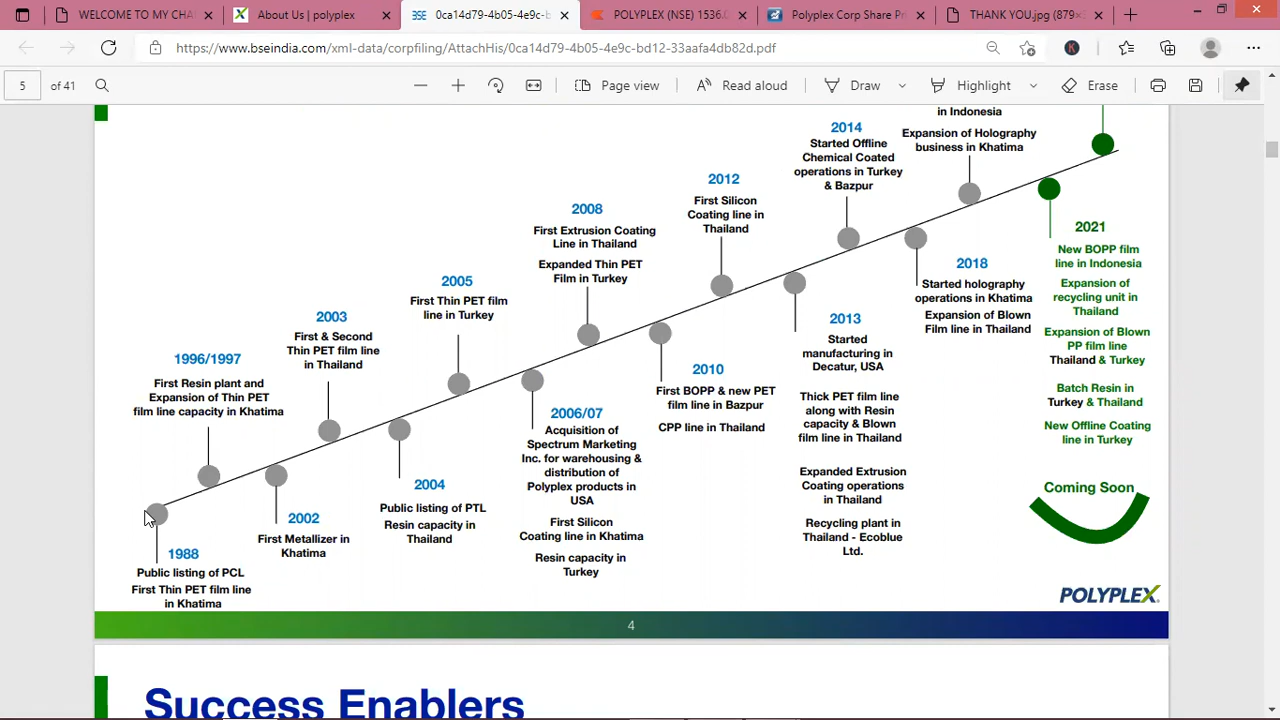 WELCOME TO MY CHA
About Us | polyplex
0ca14d79-4b05-4e9c-b
POLYPLEX (NSE) 1536.0
Polyplex Corp Share Pri
THANK YOU.jpg (879×
https://www.bseindia.com/xml-data/corpfiling/AttachHis/0ca14d79-4b05-4e9c-bd12-33aafa4db82d.pdf
5 of 41
Page view
Read aloud
Draw
Highlight
Erase
in Indonesia
Expansion of Holography
business in Khatima
2014
Started Offline
Chemical Coated
operations in Turkey
& Bazpur
2012
First Silicon
Coating line in
Thailand
2008
First Extrusion Coating
Line in Thailand
Expanded Thin PET
Film in Turkey
2005
First Thin PET film
line in Turkey
2003
First & Second
Thin PET film line
in Thailand
1996/1997
First Resin plant and
Expansion of Thin PET
film line capacity in Khatima
1988
Public listing of PCL
First Thin PET film line
in Khatima
2002
First Metallizer in
Khatima
2004
Public listing of PTL
Resin capacity in
Thailand
2006/07
Acquisition of
Spectrum Marketing
Inc. for warehousing &
distribution of
Polyplex products in
USA
First Silicon
Coating line in Khatima
Resin capacity in
Turkey
2010
First BOPP & new PET
film line in Bazpur
CPP line in Thailand
2013
Started
manufacturing in
Decatur, USA
Thick PET film line
along with Resin
capacity & Blown
film line in Thailand
Expanded Extrusion
Coating operations
in Thailand
Recycling plant in
Thailand - Ecoblue
Ltd.
2018
Started holography
operations in Khatima
Expansion of Blown
Film line in Thailand
2021
New BOPP film
line in Indonesia
Expansion of
recycling unit in
Thailand
Expansion of Blown
PP film line
Thailand & Turkey
Batch Resin in
Turkey & Thailand
New Offline Coating
line in Turkey
Coming Soon
POLYPLEX
4
Success Enablers